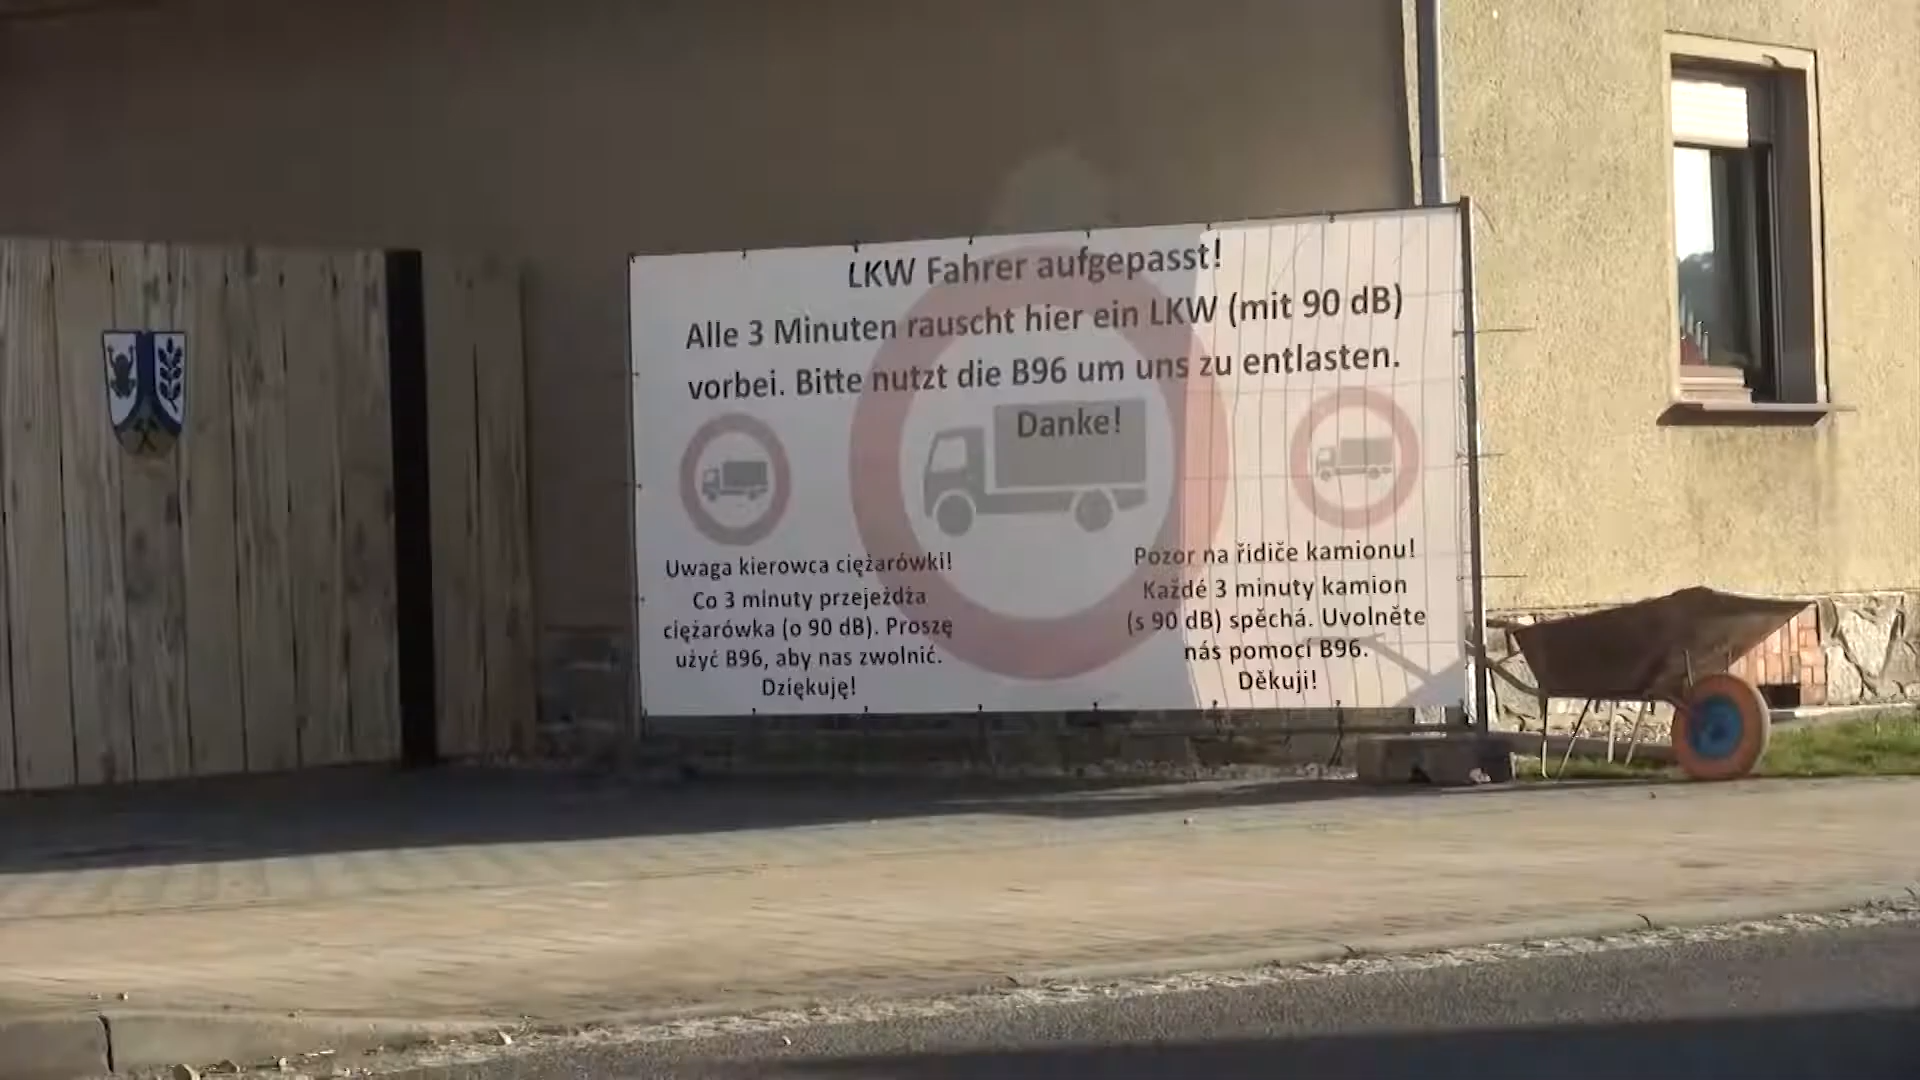 LKW Fahrer aufgepasst!
Alle 3 Minuten rauscht hier ein LKW (mit 90 dB)
vorbei. Bitte nutzt die B96 um uns zu entlasten.
Danke!
Uwaga kierowca ciężarówki!
Co 3 minuty przejeżdża
ciężarówka (o 90 dB). Proszę
użyć B96, aby nas zwolnić.
Dziękuję!
Pozor na řidiče kamionu!
Každé 3 minuty kamion
(s 90 dB) spěchá. Uvolněte
nás pomocí B96.
Děkuji!